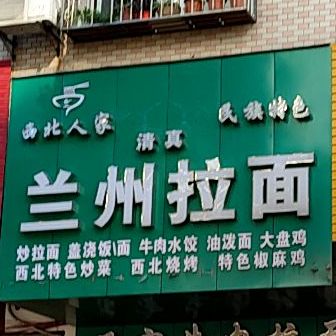 西北人家 民族特色
清真
兰州拉面
炒拉面 盖浇饭\面 牛肉水饺 油泼面 大盘鸡
西北特色炒菜 西北烧烤 特色椒麻鸡